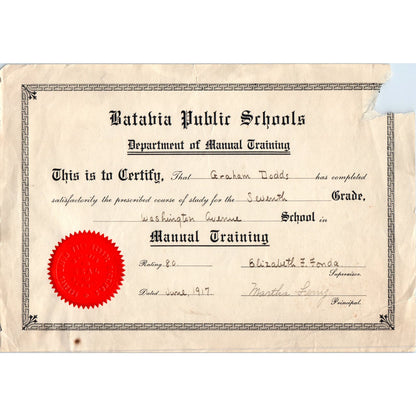 Batavia Public Schools
Department of Manual Training
This is to Certify, That Graham Dodds has completed
satisfactorily the prescribed course of study for the Seventh Grade,
Washington Avenue School in
Manual Training
Rating 80 Elizabeth F. Fonda
Supervisor.
Dated June, 1917 Martha
Principal.